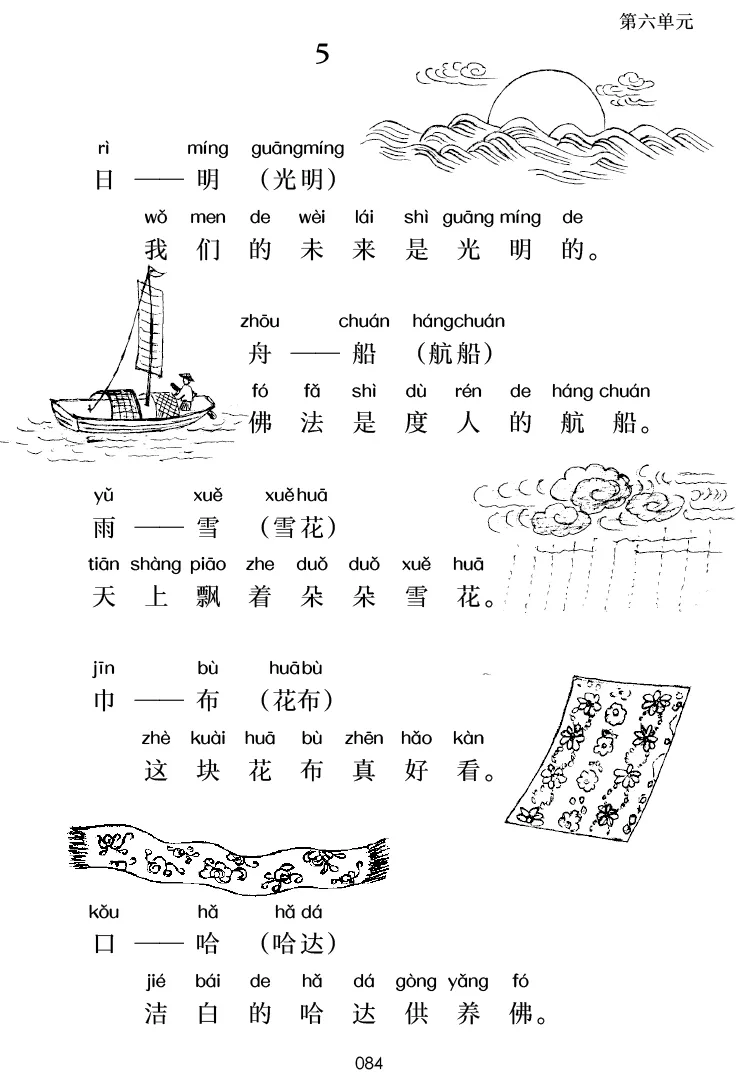 第六单元
5
rì míng guāngmíng
日 —— 明 （光明）
wǒ men de wèi lái shì guāng míng de
我们的未来是光明的。
zhōu chuán hángchuán
舟 —— 船 （航船）
fó fǎ shì dù rén de háng chuán
佛法是度人的航船。
yǔ xuě xuě huā
雨 —— 雪 （雪花）
tiān shàng piāo zhe duǒ duǒ xuě huā
天上飘着朵朵雪花。
jīn bù huā bù
巾 —— 布 （花布）
zhè kuài huā bù zhēn hǎo kàn
这块花布真好看。
kǒu hǎ hǎ dá
口 —— 哈 （哈达）
jié bái de hǎ dá gòng yǎng fó
洁白的哈达供养佛。
084